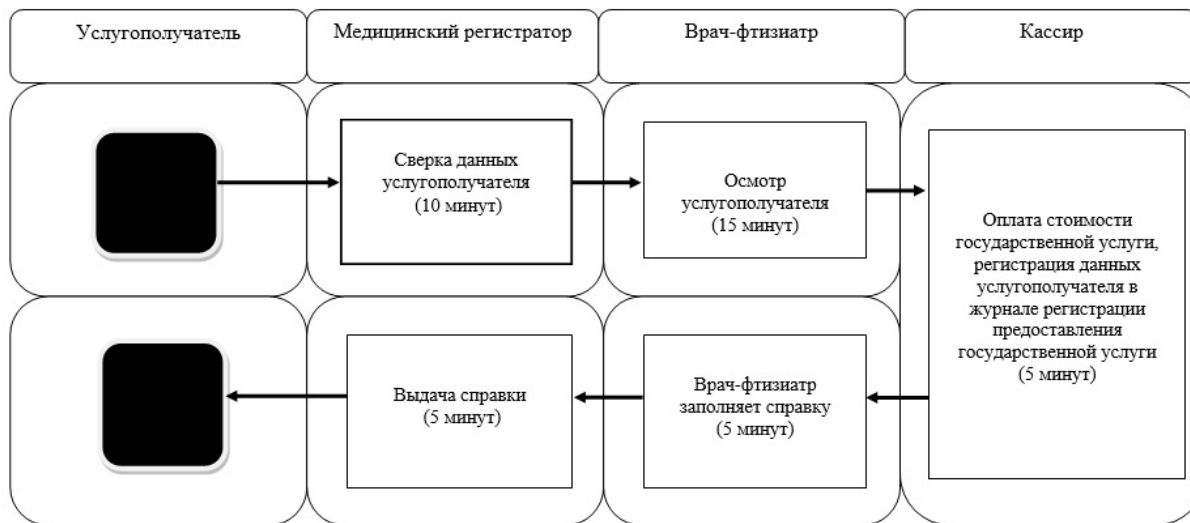 Услугополучатель
Медицинский регистратор
Врач-фтизиатр
Кассир
Сверка данных
услугополучателя
(10 минут)
Осмотр
услугополучателя
(15 минут)
Оплата стоимости
государственной услуги,
регистрация данных
услугополучателя в
журнале регистрации
предоставления
государственной услуги
(5 минут)
Врач-фтизиатр
заполняет справку
(5 минут)
Выдача справки
(5 минут)